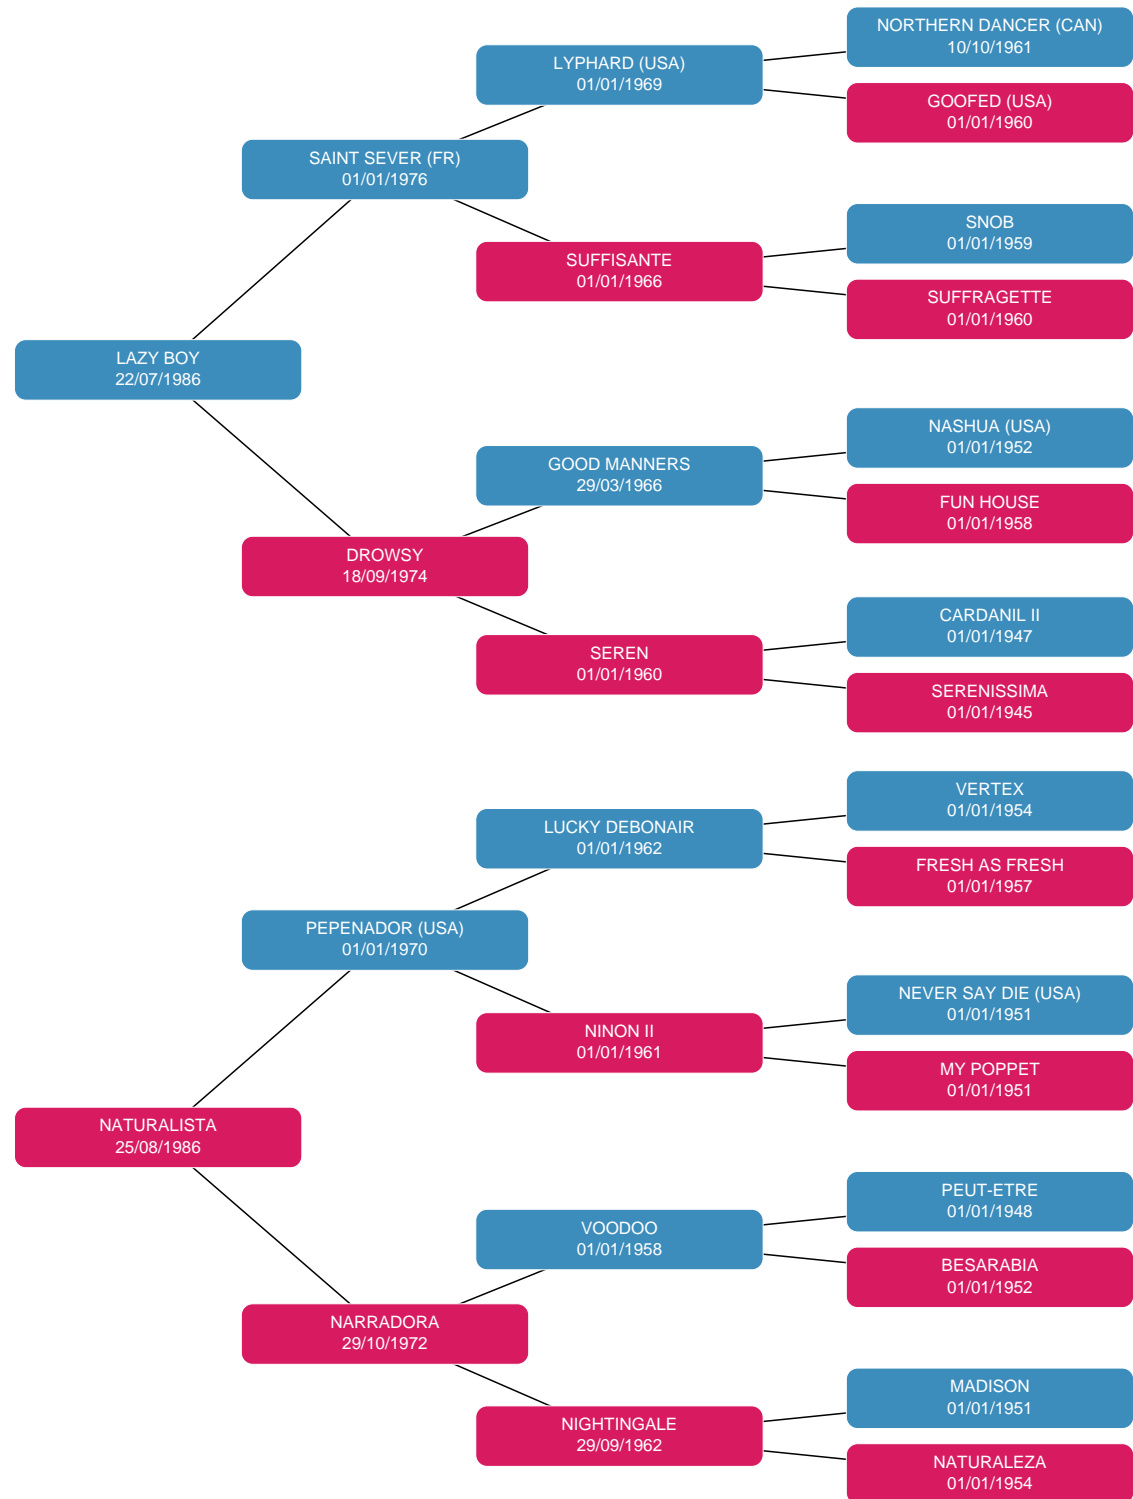 NORTHERN DANCER (CAN)
10/10/1961
LYPHARD (USA)
01/01/1969
GOOFED (USA)
01/01/1960
SAINT SEVER (FR)
01/01/1976
SNOB
01/01/1959
SUFFISANTE
01/01/1966
SUFFRAGETTE
01/01/1960
LAZY BOY
22/07/1986
NASHUA (USA)
01/01/1952
GOOD MANNERS
29/03/1966
FUN HOUSE
01/01/1958
DROWSY
18/09/1974
CARDANIL II
01/01/1947
SEREN
01/01/1960
SERENISSIMA
01/01/1945
VERTEX
01/01/1954
LUCKY DEBONAIR
01/01/1962
FRESH AS FRESH
01/01/1957
PEPENADOR (USA)
01/01/1970
NEVER SAY DIE (USA)
01/01/1951
NINON II
01/01/1961
MY POPPET
01/01/1951
NATURALISTA
25/08/1986
PEUT-ETRE
01/01/1948
VOODOO
01/01/1958
BESARABIA
01/01/1952
NARRADORA
29/10/1972
MADISON
01/01/1951
NIGHTINGALE
29/09/1962
NATURALEZA
01/01/1954